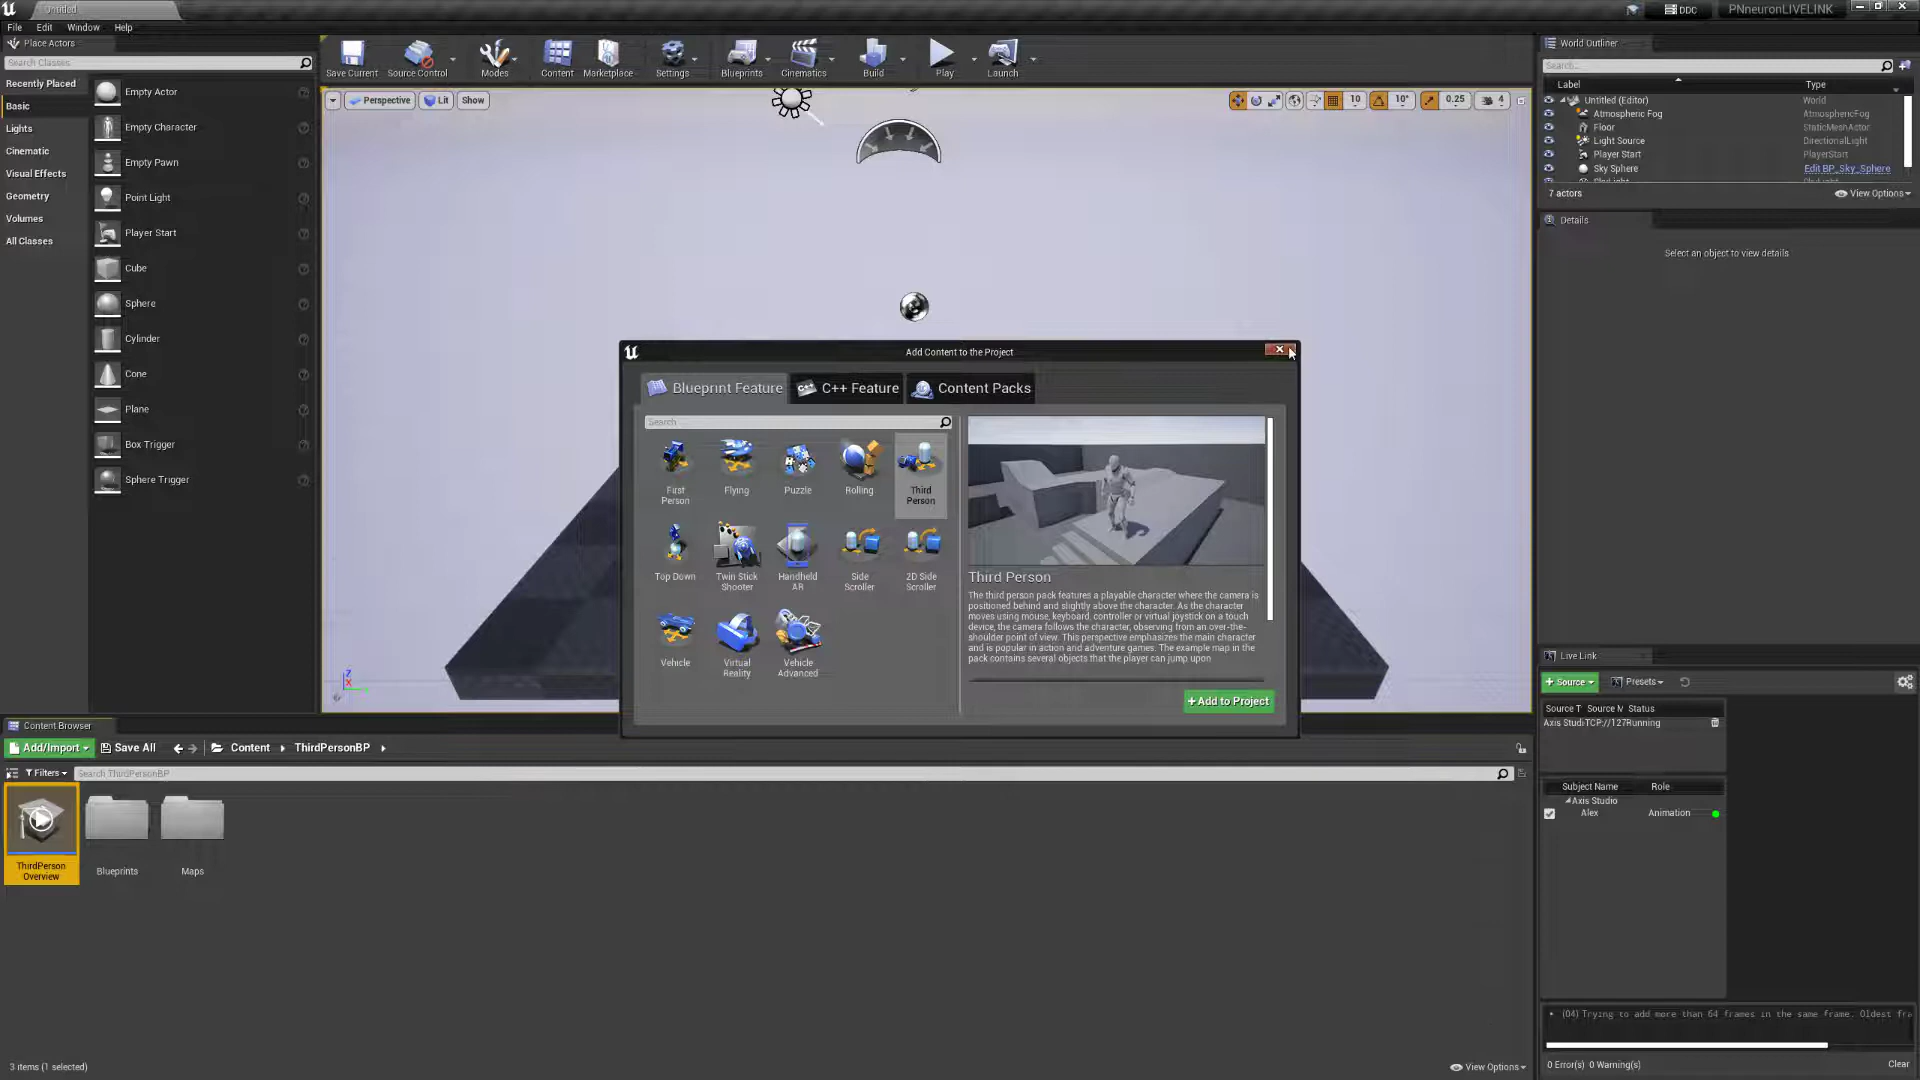 Untitled
DDC
PNneuronLIVELINK
File
Edit
Window
Help
Place Actors
Search Classes
Recently Placed
Basic
Lights
Cinematic
Visual Effects
Geometry
Volumes
All Classes
Empty Actor
Empty Character
Empty Pawn
Point Light
Player Start
Cube
Sphere
Cylinder
Cone
Plane
Box Trigger
Sphere Trigger
Save Current
Source Control
Modes
Content
Marketplace
Settings
Blueprints
Cinematics
Build
Play
Launch
Perspective
Lit
Show
10
10°
0.25
4
World Outliner
Search...
Label
Type
Untitled (Editor)
World
Atmospheric Fog
AtmosphericFog
Floor
StaticMeshActor
Light Source
DirectionalLight
Player Start
PlayerStart
Sky Sphere
Edit BP_Sky_Sphere
7 actors
View Options
Details
Select an object to view details
Add Content to the Project
Blueprint Feature
C++ Feature
Content Packs
Search
First
Person
Flying
Puzzle
Rolling
Third
Person
Top Down
Twin Stick
Shooter
Handheld
AR
Side
Scroller
2D Side
Scroller
Vehicle
Virtual
Reality
Vehicle
Advanced
Third Person
The third person pack features a playable character where the camera is
positioned behind and slightly above the character. As the character
moves using mouse, keyboard, controller or virtual joystick on a touch
device, the camera follows the character, observing from an over-the-
shoulder point of view. This perspective emphasizes the main character
and is popular in action and adventure games. The example map in the
pack contains several objects that the player can jump upon
+Add to Project
Z
X
Live Link
+ Source
Presets
Source T
Source M
Status
Axis Studi
TCP://127
Running
Subject Name
Role
Axis Studio
Alex
Animation
• (04) Trying to add more than 64 frames in the same frame. Oldest fra
0 Error(s)
0 Warning(s)
Clear
Content Browser
Add/Import
Save All
Content
ThirdPersonBP
Filters
Search ThirdPersonBP
ThirdPerson
Overview
Blueprints
Maps
3 items (1 selected)
View Options